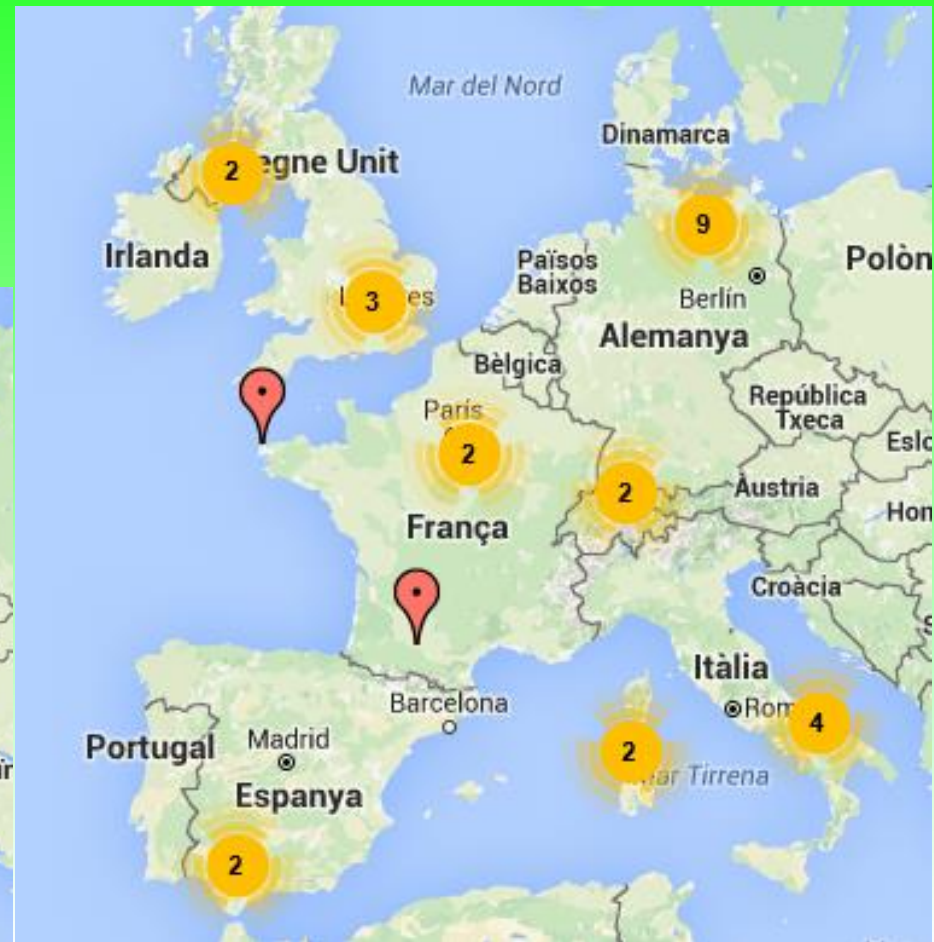 Mar del Nord
Dinamarca
2
egne Unit
9
Irlanda
Països
Baixos
Polòn
3
es
Berlín
Alemanya
Bèlgica
República
Txeca
París
2
Eslo
2
Àustria
França
Hon
Croàcia
Itàlia
Barcelona
Rom
4
Portugal
Madrid
2
ar Tirrena
Espanya
2